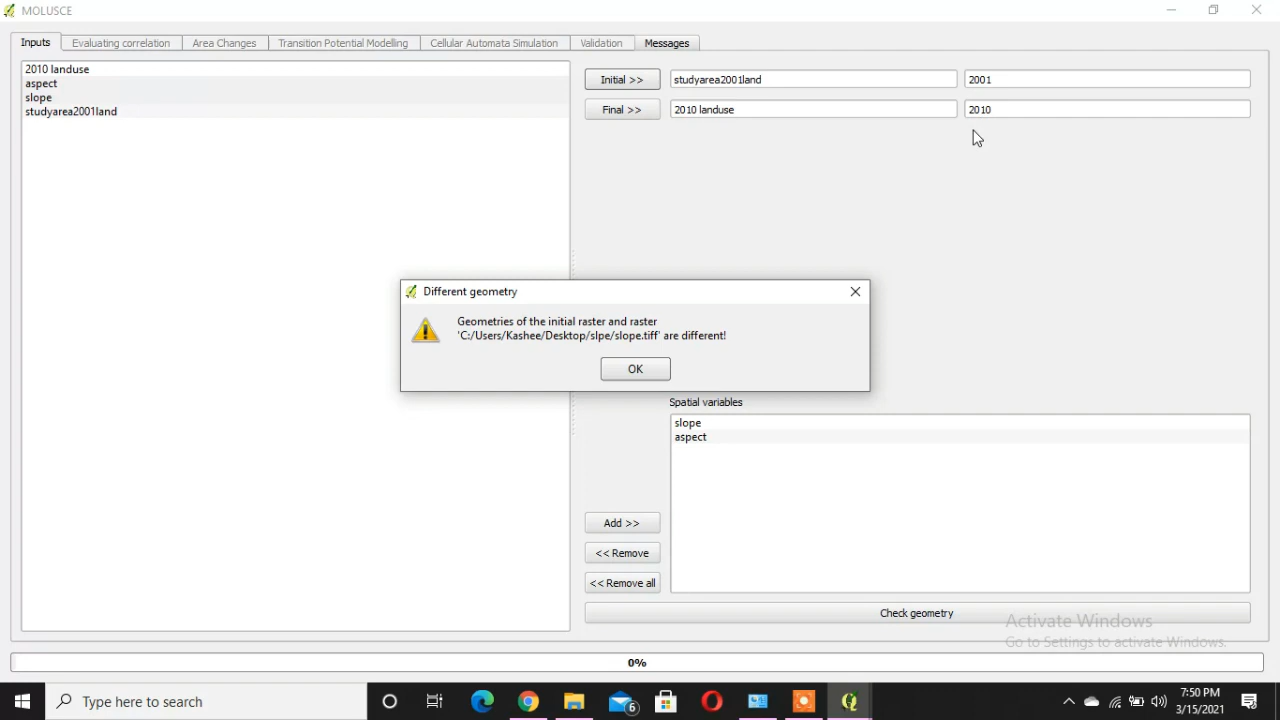 MOLUSCE
Inputs
Evaluating correlation
Area Changes
Transition Potential Modelling
Cellular Automata Simulation
Validation
Messages
2010 landuse
aspect
slope
studyarea2001land
Initial >>
studyarea2001land
2001
Final >>
2010 landuse
2010
Different geometry
Geometries of the initial raster and raster
'C:/Users/Kashee/Desktop/slpe/slope.tiff' are different!
OK
Spatial variables
slope
aspect
Add >>
<< Remove
<< Remove all
Check geometry
Activate Windows
Go to Settings to activate Windows.
0%
Type here to search
6
7:50 PM
3/15/2021